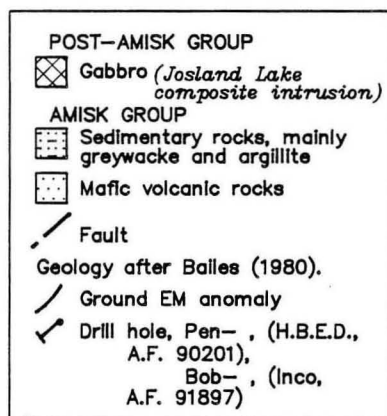 POST-AMISK GROUP
Gabbro (Josland Lake
composite intrusion)
AMISK GROUP
Sedimentary rocks, mainly
greywacke and argillite
Mafic volcanic rocks
Fault
Geology after Bailes (1980).
Ground EM anomaly
Drill hole, Pen- , (H.B.E.D.,
A.F. 90201),
Bob- , (Inco,
A.F. 91897)